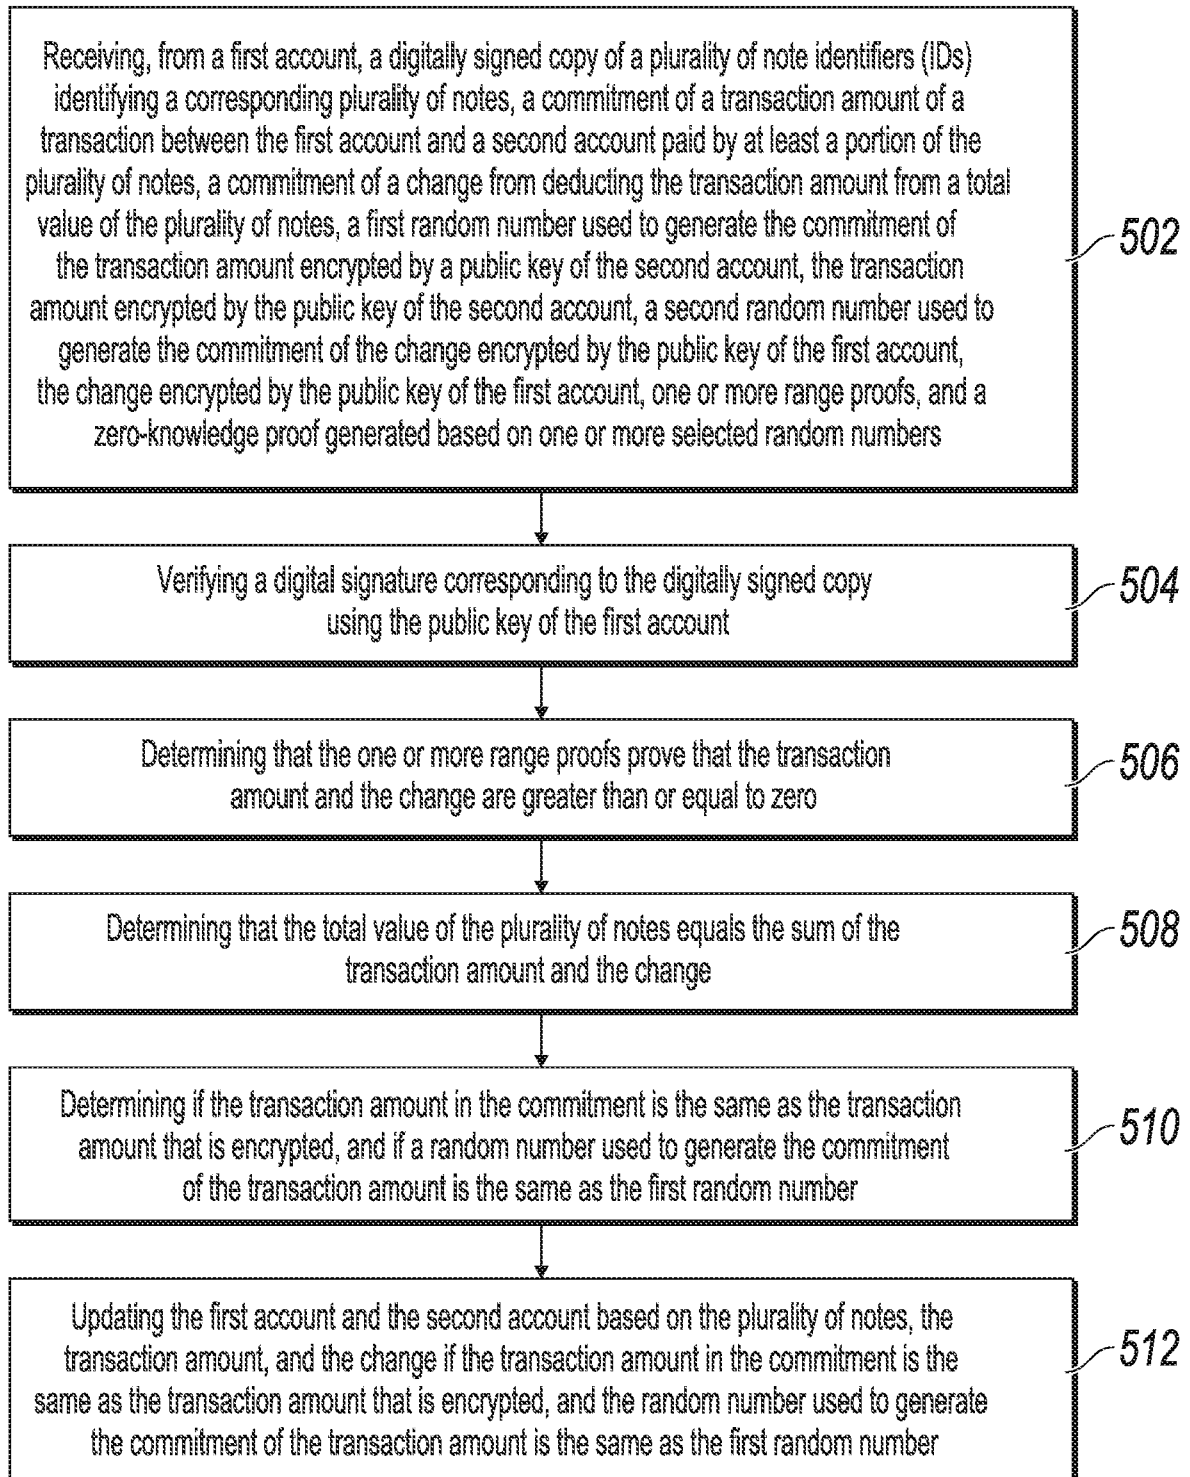 Receiving, from a first account, a digitally signed copy of a plurality of note identifiers (IDs)
identifying a corresponding plurality of notes, a commitment of a transaction amount of a
transaction between the first account and a second account paid by at least a portion of the
plurality of notes, a commitment of a change from deducting the transaction amount from a total
value of the plurality of notes, a first random number used to generate the commitment of
the transaction amount encrypted by a public key of the second account, the transaction
amount encrypted by the public key of the second account, a second random number used to
generate the commitment of the change encrypted by the public key of the first account,
the change encrypted by the public key of the first account, one or more range proofs, and a
zero-knowledge proof generated based on one or more selected random numbers
502
Verifying a digital signature corresponding to the digitally signed copy
using the public key of the first account
504
Determining that the one or more range proofs prove that the transaction
amount and the change are greater than or equal to zero
506
Determining that the total value of the plurality of notes equals the sum of the
transaction amount and the change
508
Determining if the transaction amount in the commitment is the same as the transaction
amount that is encrypted, and if a random number used to generate the commitment
of the transaction amount is the same as the first random number
510
Updating the first account and the second account based on the plurality of notes, the
transaction amount, and the change if the transaction amount in the commitment is the
same as the transaction amount that is encrypted, and the random number used to generate
the commitment of the transaction amount is the same as the first random number
512